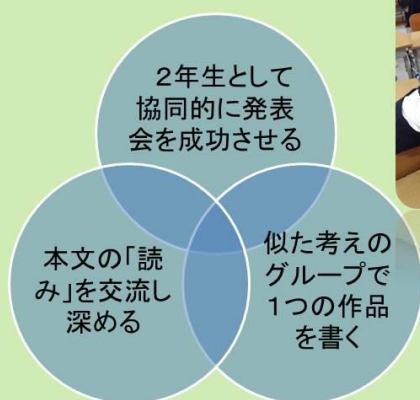 ２年生として
協同的に発表
会を成功させる
本文の「読
み」を交流し
深める
似た考えの
グループで
１つの作品
を書く